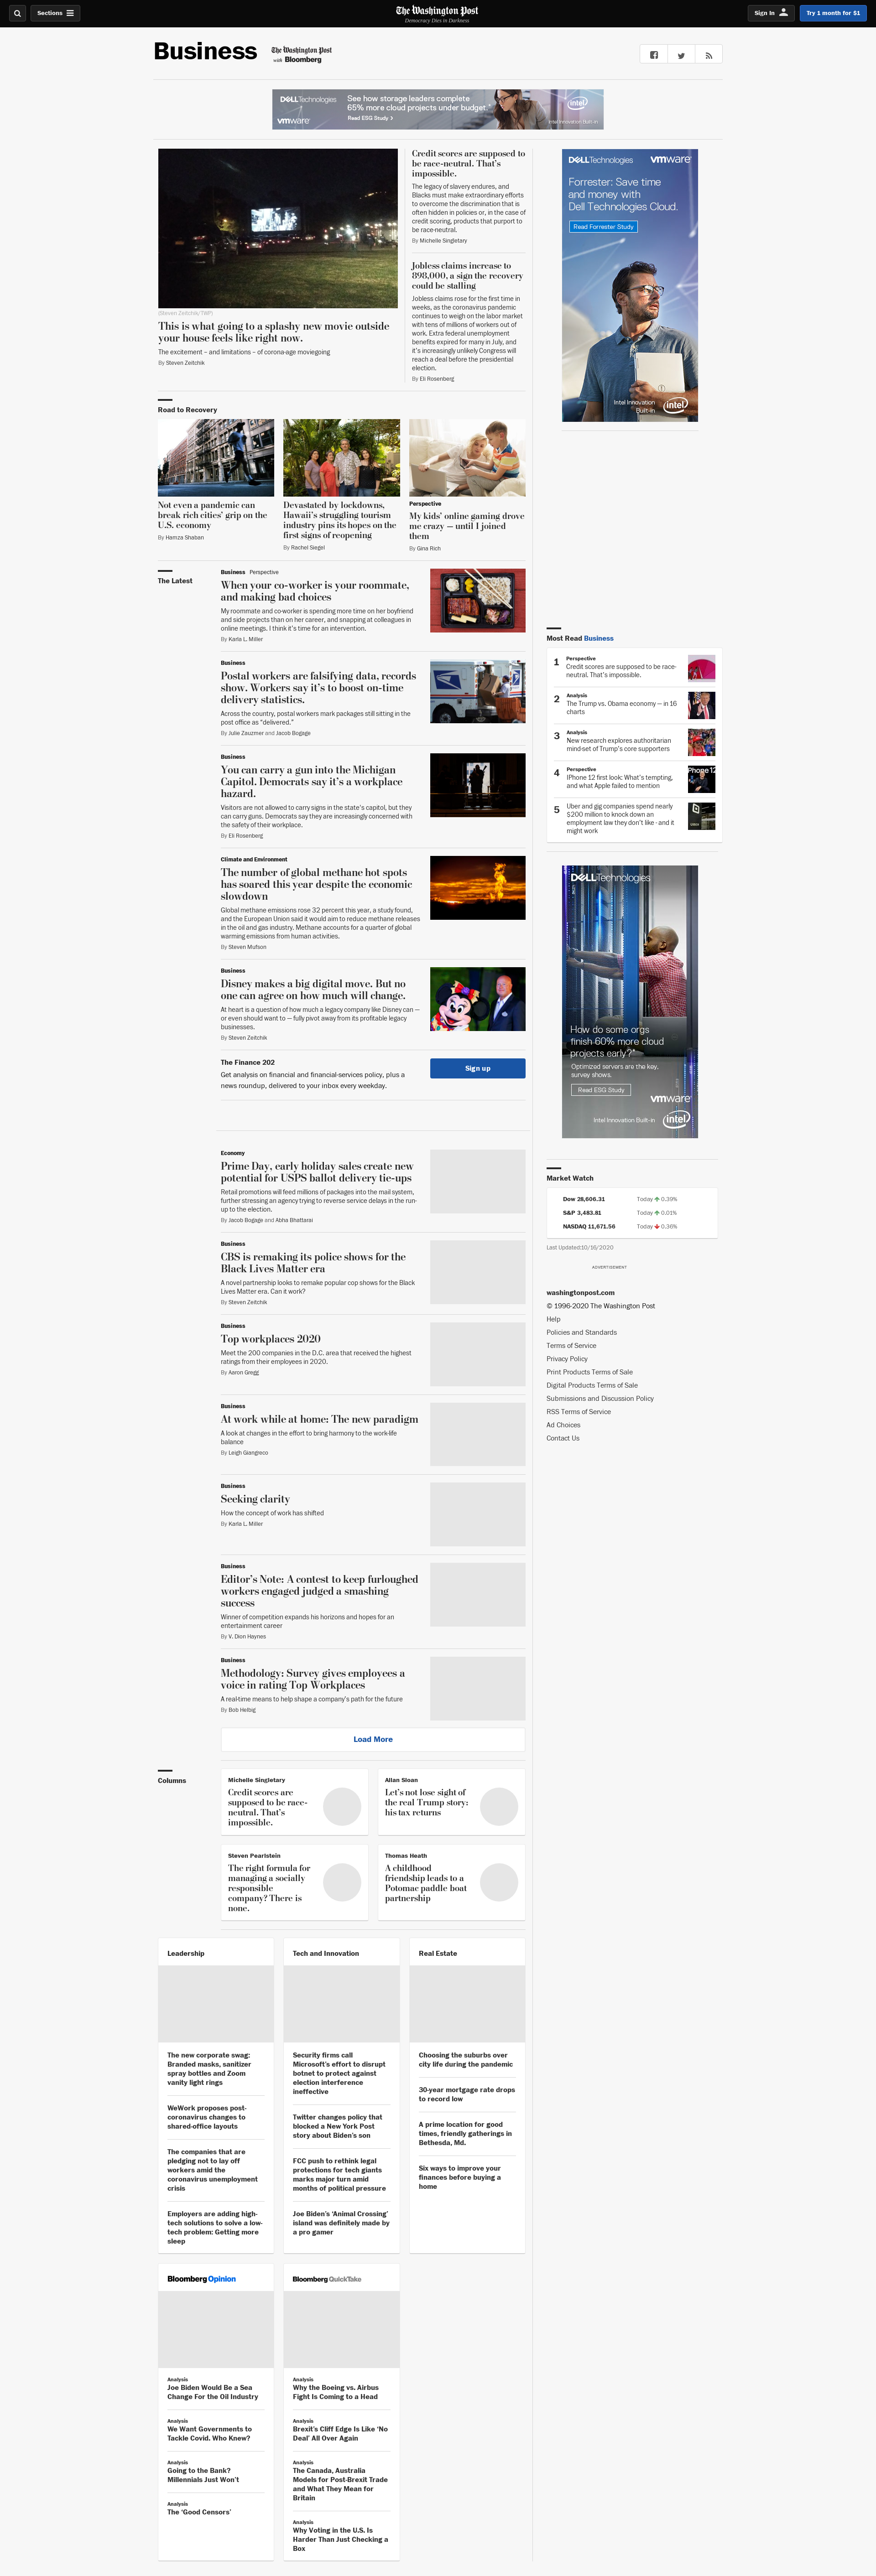 Sections
The Washington Post
Democracy Dies in Darkness
Sign In
Try 1 month for $1
Business
The Washington Post
with Bloomberg
DELLTechnologies
vmware
See how storage leaders complete
65% more cloud projects under budget.*
Read ESG Study >
intel
Intel Innovation Built-in
(Steven Zeitchik/TWP)
This is what going to a splashy new movie outside
your house feels like right now.
The excitement – and limitations – of corona-age moviegoing
By Steven Zeitchik
Credit scores are supposed to
be race-neutral. That's
impossible.
The legacy of slavery endures, and
Blacks must make extraordinary efforts
to overcome the discrimination that is
often hidden in policies or, in the case of
credit scoring, products that purport to
be race-neutral.
By Michelle Singletary
Jobless claims increase to
898,000, a sign the recovery
could be stalling
Jobless claims rose for the first time in
weeks, as the coronavirus pandemic
continues to weigh on the labor market
with tens of millions of workers out of
work. Extra federal unemployment
benefits expired for many in July, and
it's increasingly unlikely Congress will
reach a deal before the presidential
election.
By Eli Rosenberg
DELLTechnologies
vmware
Forrester: Save time
and money with
Dell Technologies Cloud.
Read Forrester Study
Intel Innovation
Built-in
intel
Road to Recovery
Not even a pandemic can
break rich cities' grip on the
U.S. economy
By Hamza Shaban
Devastated by lockdowns,
Hawaii's struggling tourism
industry pins its hopes on the
first signs of reopening
By Rachel Siegel
Perspective
My kids' online gaming drove
me crazy — until I joined
them
By Gina Rich
The Latest
Business Perspective
When your co-worker is your roommate,
and making bad choices
My roommate and co-worker is spending more time on her boyfriend
and side projects than on her career, and snapping at colleagues in
online meetings. I think it's time for an intervention.
By Karla L. Miller
Business
Postal workers are falsifying data, records
show. Workers say it's to boost on-time
delivery statistics.
Across the country, postal workers mark packages still sitting in the
post office as "delivered."
By Julie Zauzmer and Jacob Bogage
Business
You can carry a gun into the Michigan
Capitol. Democrats say it's a workplace
hazard.
Visitors are not allowed to carry signs in the state's capitol, but they
can carry guns. Democrats say they are increasingly concerned with
the safety of their workplace.
By Eli Rosenberg
Climate and Environment
The number of global methane hot spots
has soared this year despite the economic
slowdown
Global methane emissions rose 32 percent this year, a study found,
and the European Union said it would aim to reduce methane releases
in the oil and gas industry. Methane accounts for a quarter of global
warming emissions from human activities.
By Steven Mufson
Business
Disney makes a big digital move. But no
one can agree on how much will change.
At heart is a question of how much a legacy company like Disney can —
or even should want to — fully pivot away from its profitable legacy
businesses.
By Steven Zeitchik
The Finance 202
Get analysis on financial and financial-services policy, plus a
news roundup, delivered to your inbox every weekday.
Sign up
Economy
Prime Day, early holiday sales create new
potential for USPS ballot delivery tie-ups
Retail promotions will feed millions of packages into the mail system,
further stressing an agency trying to reverse service delays in the run-
up to the election.
By Jacob Bogage and Abha Bhattarai
Business
CBS is remaking its police shows for the
Black Lives Matter era
A novel partnership looks to remake popular cop shows for the Black
Lives Matter era. Can it work?
By Steven Zeitchik
Business
Top workplaces 2020
Meet the 200 companies in the D.C. area that received the highest
ratings from their employees in 2020.
By Aaron Gregg
Business
At work while at home: The new paradigm
A look at changes in the effort to bring harmony to the work-life
balance
By Leigh Giangreco
Business
Seeking clarity
How the concept of work has shifted
By Karla L. Miller
Business
Editor's Note: A contest to keep furloughed
workers engaged judged a smashing
success
Winner of competition expands his horizons and hopes for an
entertainment career
By V. Dion Haynes
Business
Methodology: Survey gives employees a
voice in rating Top Workplaces
A real-time means to help shape a company's path for the future
By Bob Helbig
Load More
Most Read Business
1
Perspective
Credit scores are supposed to be race-
neutral. That's impossible.
2
Analysis
The Trump vs. Obama economy — in 16
charts
3
Analysis
New research explores authoritarian
mind-set of Trump's core supporters
4
Perspective
IPhone 12 first look: What's tempting,
and what Apple failed to mention
5
Uber and gig companies spend nearly
$200 million to knock down an
employment law they don't like - and it
might work
DELLTechnologies
How do some orgs
finish 60% more cloud
projects early?*
Optimized servers are the key,
survey shows.
Read ESG Study
vmware
Intel Innovation Built-in
intel
Market Watch
Dow 28,606.31 Today 0.39%
S&P 3,483.81 Today 0.01%
NASDAQ 11,671.56 Today 0.36%
Last Updated:10/16/2020
ADVERTISEMENT
washingtonpost.com
© 1996-2020 The Washington Post
Help
Policies and Standards
Terms of Service
Privacy Policy
Print Products Terms of Sale
Digital Products Terms of Sale
Submissions and Discussion Policy
RSS Terms of Service
Ad Choices
Contact Us
Columns
Michelle Singletary
Credit scores are
supposed to be race-
neutral. That's
impossible.
Allan Sloan
Let's not lose sight of
the real Trump story:
his tax returns
Steven Pearlstein
The right formula for
managing a socially
responsible
company? There is
none.
Thomas Heath
A childhood
friendship leads to a
Potomac paddle boat
partnership
Leadership
The new corporate swag:
Branded masks, sanitizer
spray bottles and Zoom
vanity light rings
WeWork proposes post-
coronavirus changes to
shared-office layouts
The companies that are
pledging not to lay off
workers amid the
coronavirus unemployment
crisis
Employers are adding high-
tech solutions to solve a low-
tech problem: Getting more
sleep
Tech and Innovation
Security firms call
Microsoft's effort to disrupt
botnet to protect against
election interference
ineffective
Twitter changes policy that
blocked a New York Post
story about Biden's son
FCC push to rethink legal
protections for tech giants
marks major turn amid
months of political pressure
Joe Biden's 'Animal Crossing'
island was definitely made by
a pro gamer
Real Estate
Choosing the suburbs over
city life during the pandemic
30-year mortgage rate drops
to record low
A prime location for good
times, friendly gatherings in
Bethesda, Md.
Six ways to improve your
finances before buying a
home
Bloomberg Opinion
Analysis
Joe Biden Would Be a Sea
Change For the Oil Industry
Analysis
We Want Governments to
Tackle Covid. Who Knew?
Analysis
Going to the Bank?
Millennials Just Won't
Analysis
The 'Good Censors'
Bloomberg QuickTake
Analysis
Why the Boeing vs. Airbus
Fight Is Coming to a Head
Analysis
Brexit's Cliff Edge Is Like 'No
Deal' All Over Again
Analysis
The Canada, Australia
Models for Post-Brexit Trade
and What They Mean for
Britain
Analysis
Why Voting in the U.S. Is
Harder Than Just Checking a
Box